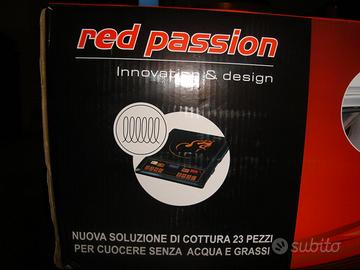 red passion
Innovation & design
NUOVA SOLUZIONE DI COTTURA 23 PEZZI
PER CUOCERE SENZA ACQUA E GRASSI
subito